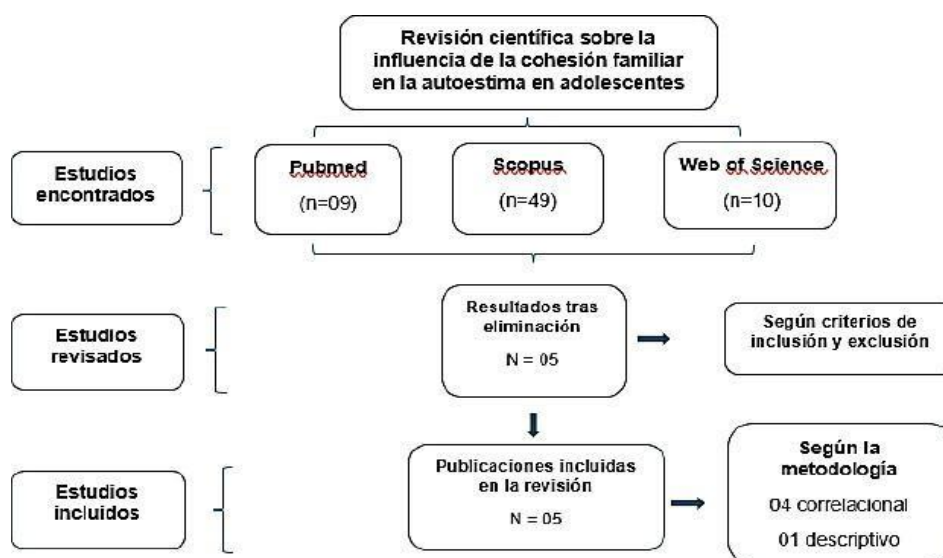 Revisión científica sobre la
influencia de la cohesión familiar
en la autoestima en adolescentes
Estudios
encontrados
Pubmed
(n=09)
Scopus
(n=49)
Web of Science
(n=10)
Estudios
revisados
Resultados tras
eliminación
N = 05
Según criterios de
inclusión y exclusión
Estudios
incluidos
Publicaciones incluidas
en la revisión
N = 05
Según la
metodología
04 correlacional
01 descriptivo